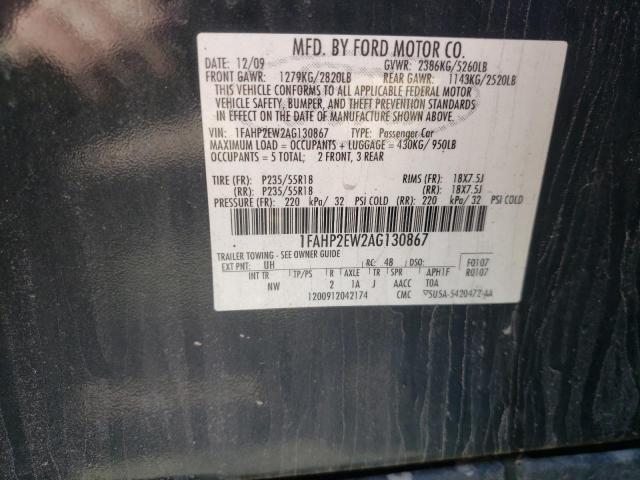 MFD. BY FORD MOTOR CO.
DATE: 12/09 GVWR: 2386KG/5260LB
FRONT GAWR: 1279KG/2820LB REAR GAWR: 1143KG/2520LB
THIS VEHICLE CONFORMS TO ALL APPLICABLE FEDERAL MOTOR
VEHICLE SAFETY, BUMPER, AND THEFT PREVENTION STANDARDS
IN EFFECT ON THE DATE OF MANUFACTURE SHOWN ABOVE.
VIN: 1FAHP2EW2AG130867 TYPE: Passenger Car
MAXIMUM LOAD = OCCUPANTS + LUGGAGE = 430KG/ 950LB
OCCUPANTS = 5 TOTAL; 2 FRONT, 3 REAR
TIRE (FR): P235/55R18 RIMS (FR): 18X7.5J
(RR): P235/55R18 (RR): 18X7.5J
PRESSURE (FR): 220 kPa/ 32 PSI COLD (RR): 220 kPa/ 32 PSI COLD
1FAHP2EW2AG130867
TRAILER TOWING - SEE OWNER GUIDE.
EXT PNT: UH RC: 48 DSO: F0107
INT TR TP/PS R AXLE TR SPR APH1F R0107
NW 2 1A J AACC TOA
1200912042174 CMC 5U5A-5420472-AA